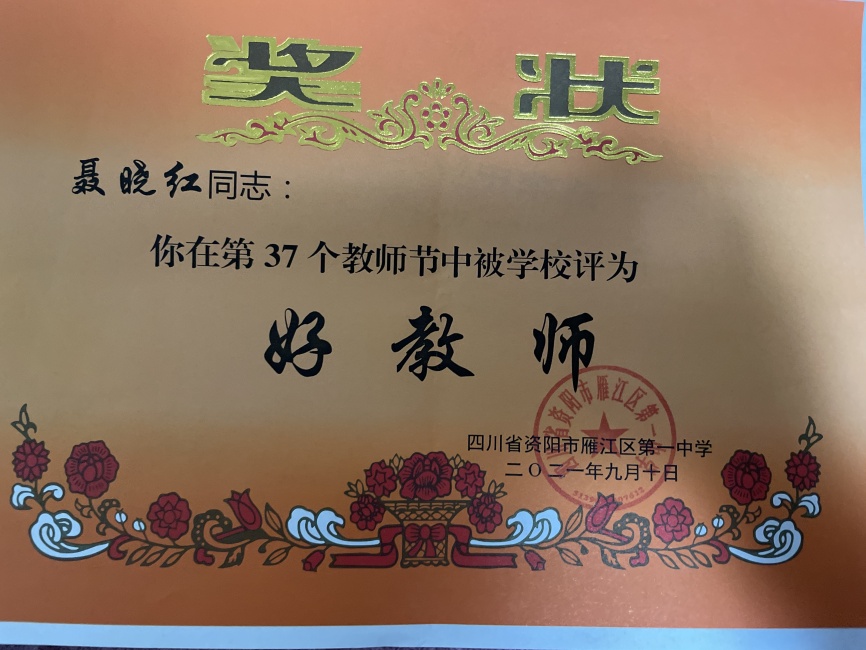 奖状
聂晓红同志：
你在第37个教师节中被学校评为
好教师
四川省资阳市雁江区第一中学
二〇二一年九月十日